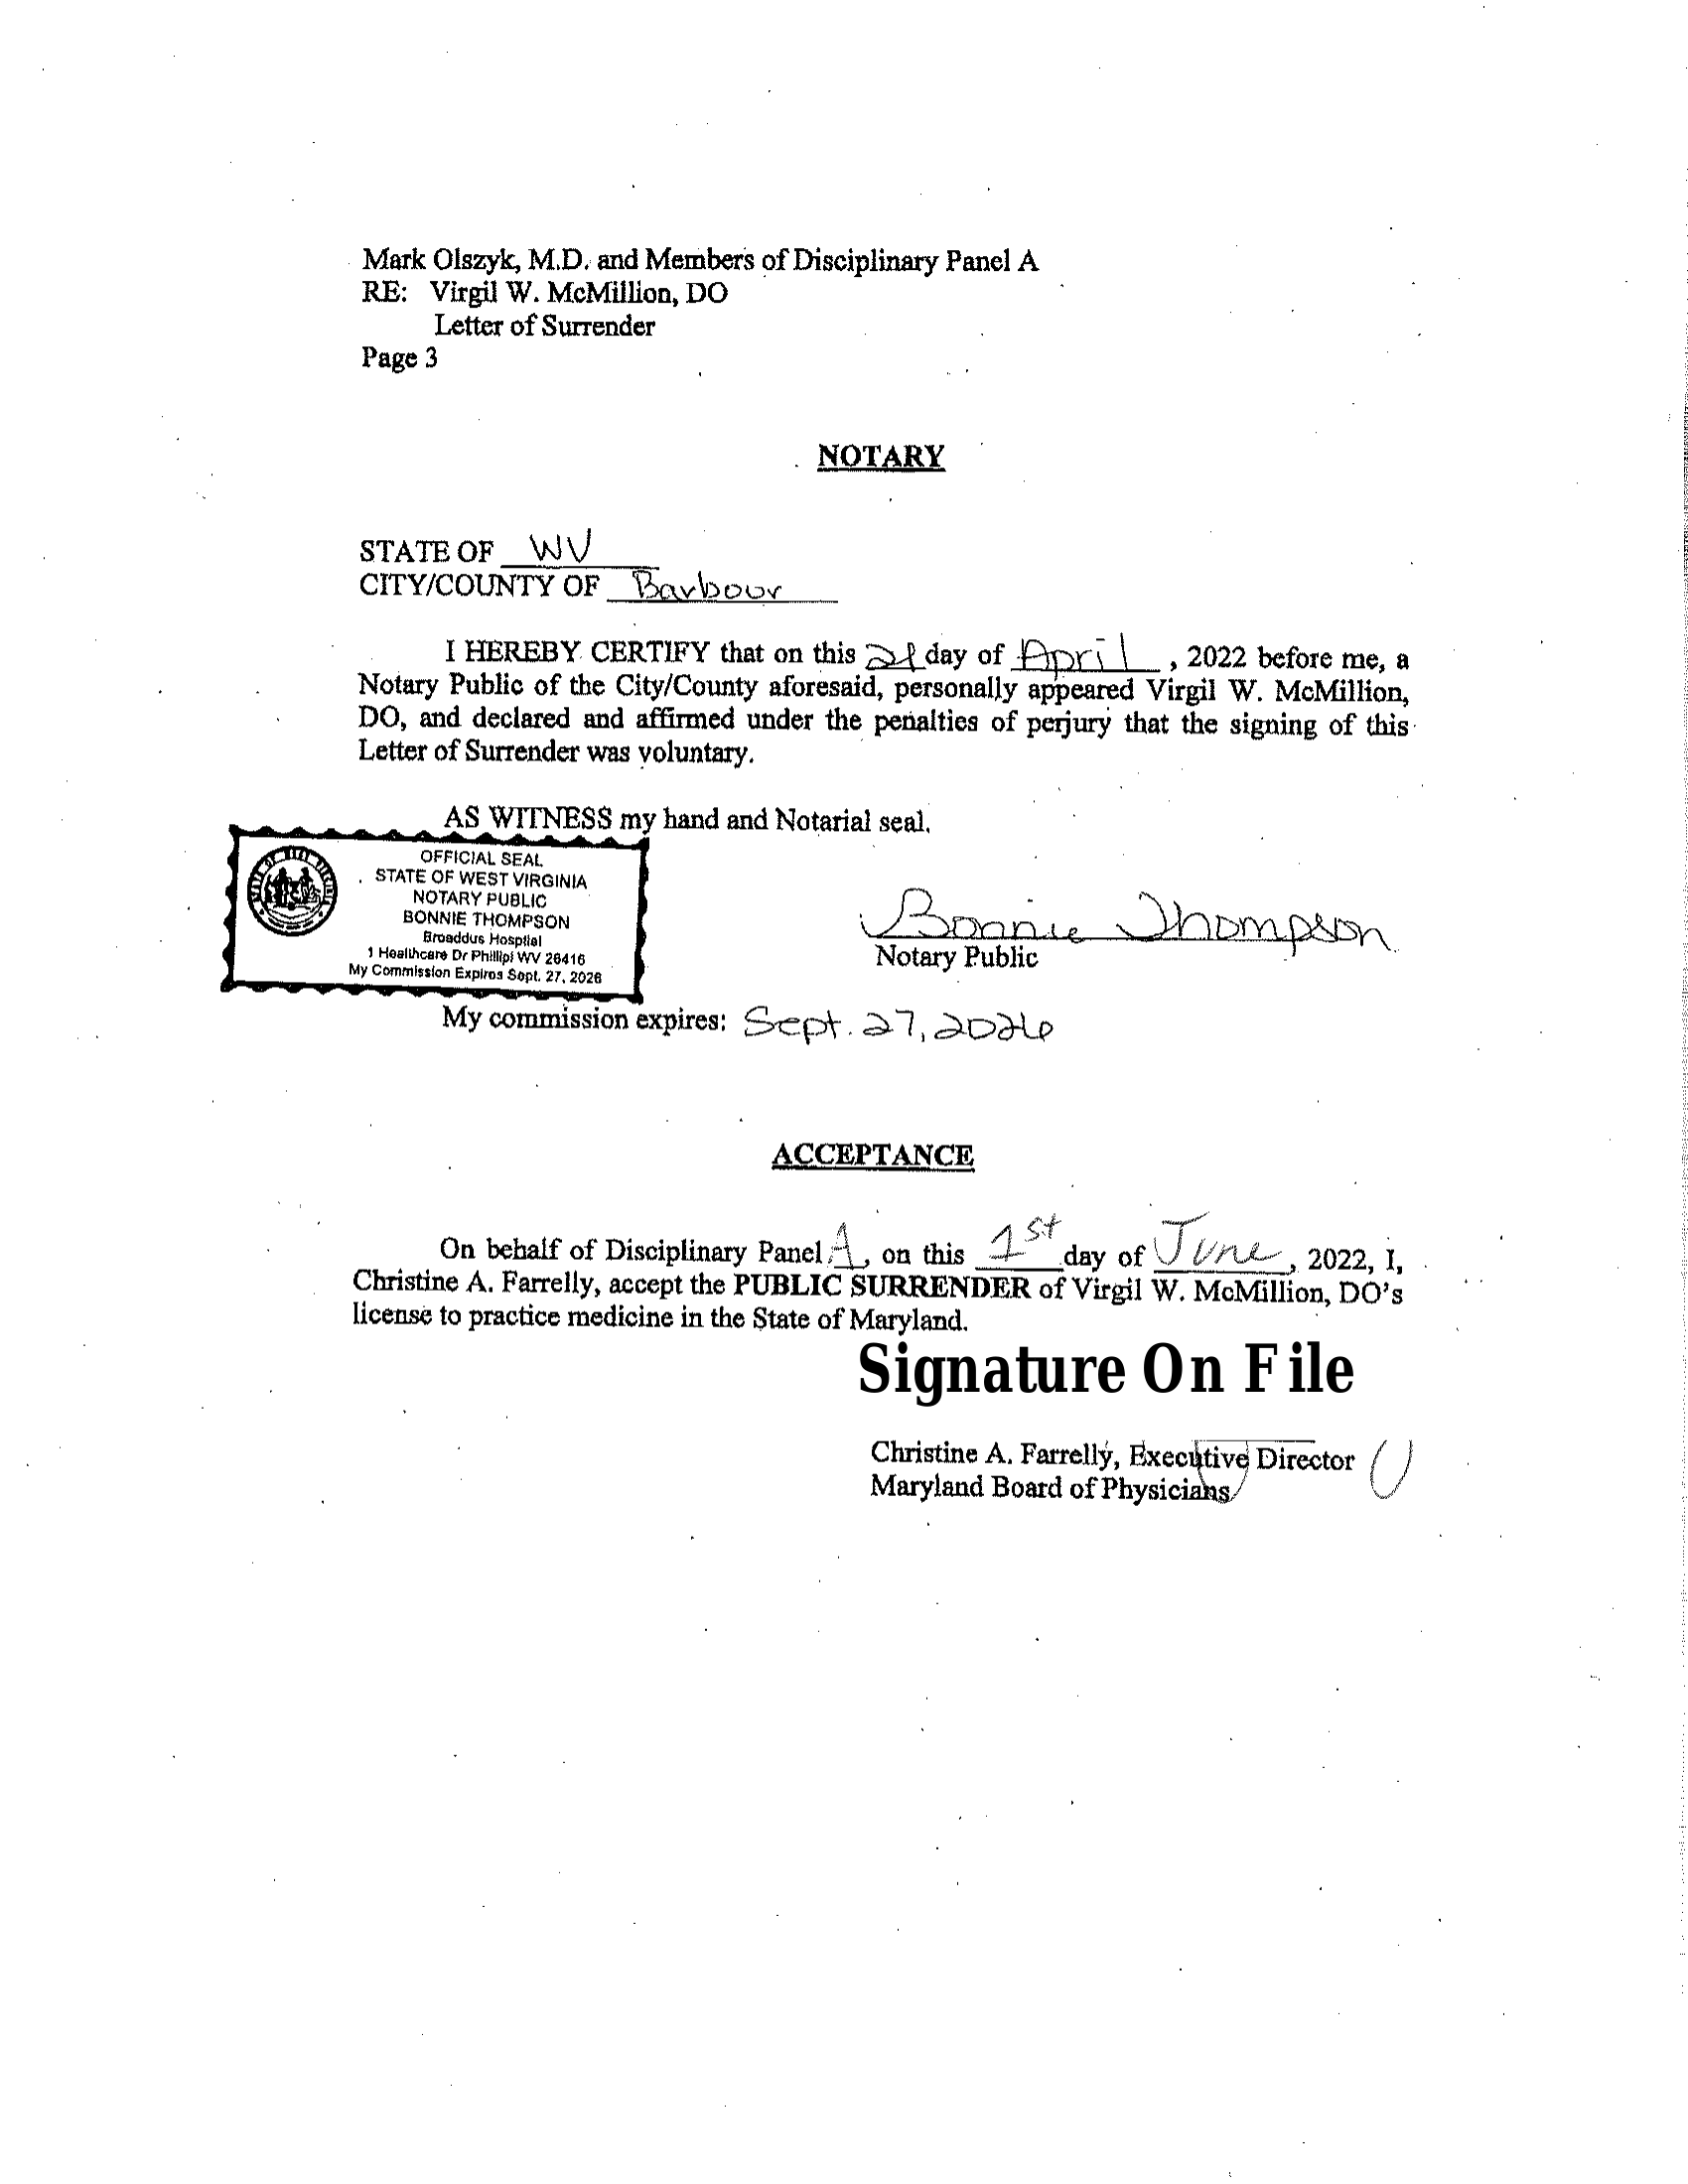 Mark Olszyk, M.D. and Members of Disciplinary Panel A
RE: Virgil W. McMillion, DO
Letter of Surrender
Page 3
NOTARY
STATE OF WV
CITY/COUNTY OF Barbour
I HEREBY CERTIFY that on this day of April, 2022 before me, a
Notary Public of the City/County aforesaid, personally appeared Virgil W. McMillion,
DO, and declared and affirmed under the penalties of perjury that the signing of this
Letter of Surrender was voluntary.
AS WITNESS my hand and Notarial seal.
OFFICIAL SEAL
STATE OF WEST VIRGINIA
NOTARY PUBLIC
BONNIE THOMPSON
Broaddus Hospital
1 Healthcare Dr Philippi WV 26416
My Commission Expires Sept. 27, 2026
Bonnie Thompson
Notary Public
My commission expires: Sept. 27, 2026
ACCEPTANCE
On behalf of Disciplinary Panel A, on this 1st day of June, 2022, I,
Christine A. Farrelly, accept the PUBLIC SURRENDER of Virgil W. McMillion, DO's
license to practice medicine in the State of Maryland.
Signature On File
Christine A. Farrelly, Executive Director
Maryland Board of Physicians